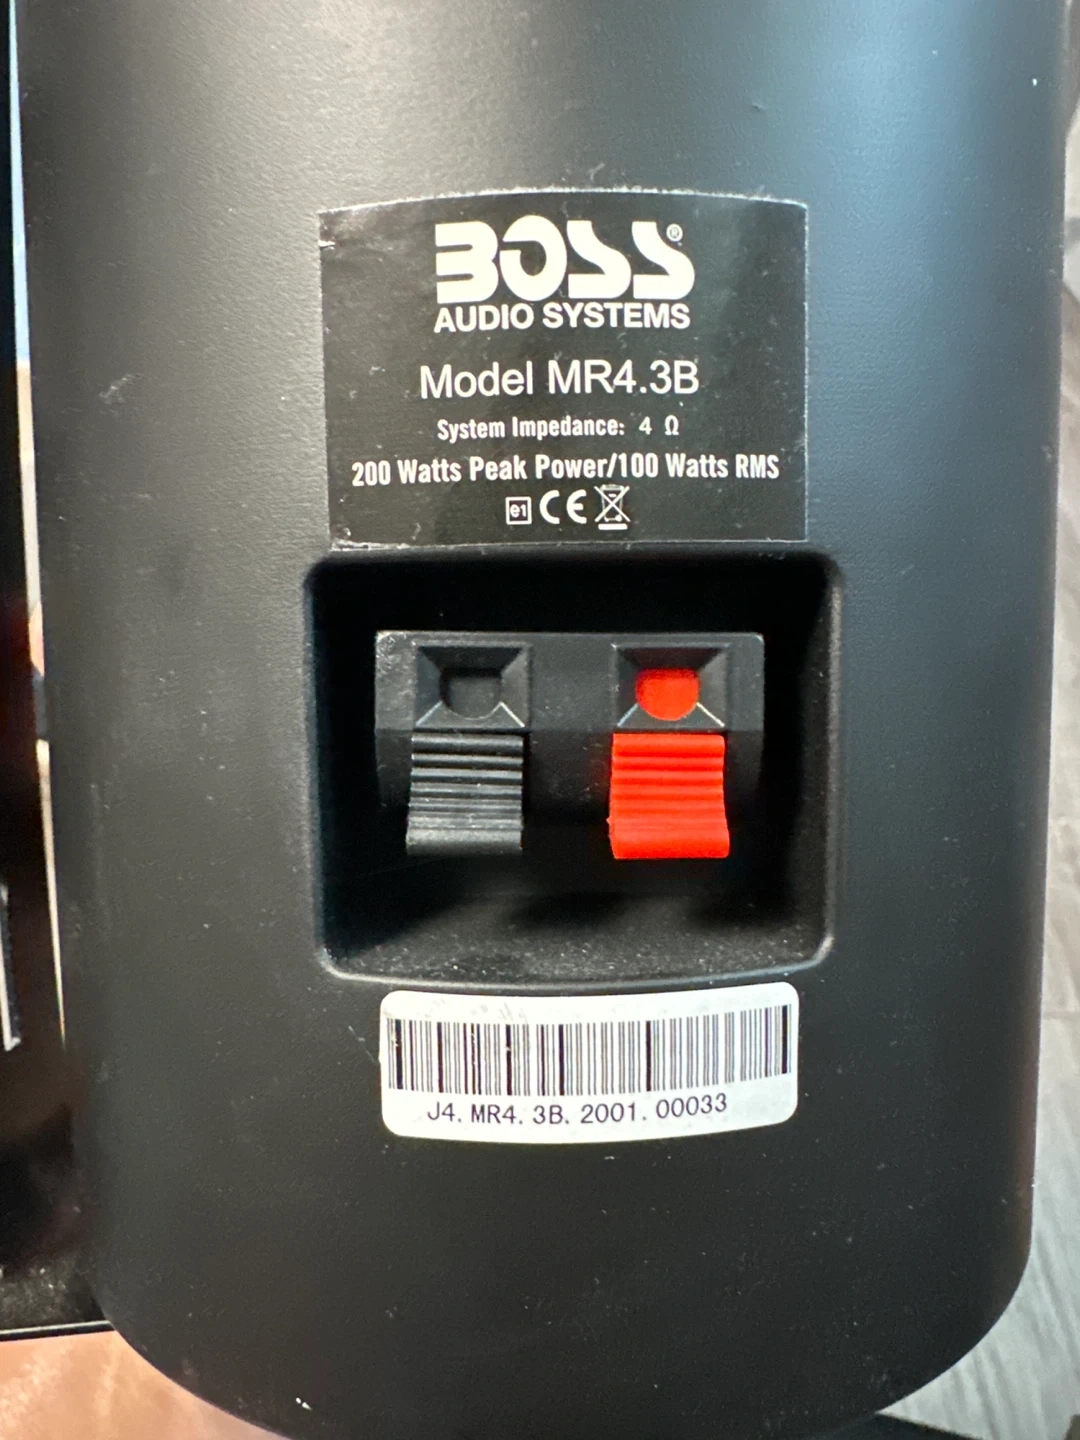 BOSS®
AUDIO SYSTEMS
Model MR4.3B
System Impedance: 4 Ω
200 Watts Peak Power/100 Watts RMS
e1 CE
J4. MR4. 3B. 2001. 00033